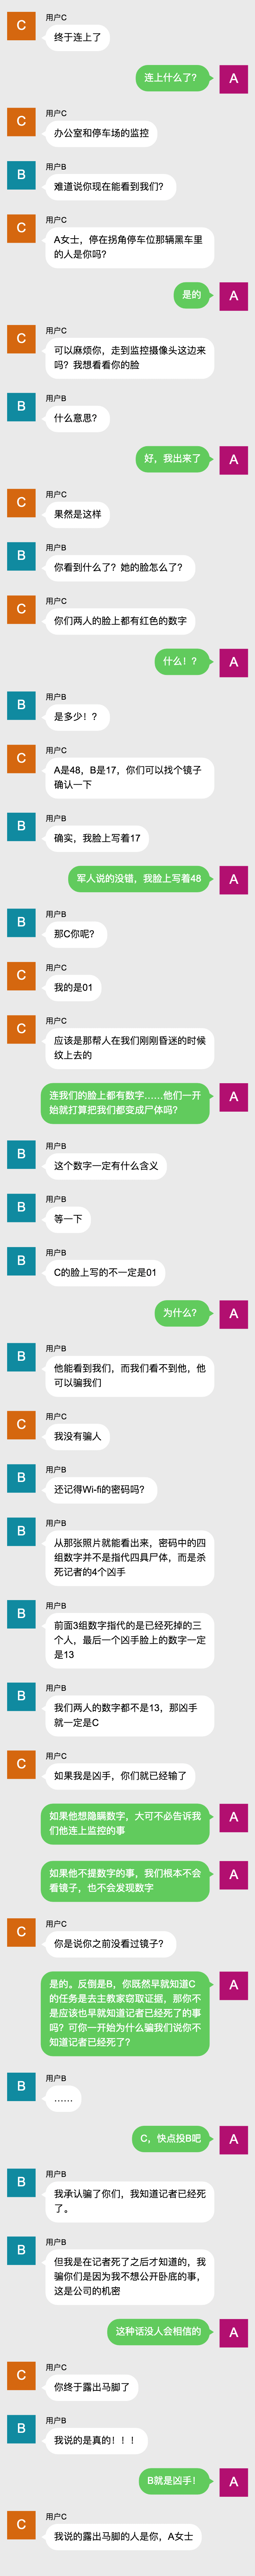 C
用户C
终于连上了
连上什么了？
A
C
用户C
办公室和停车场的监控
B
用户B
难道说你现在能看到我们？
C
用户C
A女士，停在拐角停车位那辆黑车里
的人是你吗？
是的
A
C
用户C
可以麻烦你，走到监控摄像头这边来
吗？我想看看你的脸
B
用户B
什么意思？
好，我出来了
A
C
用户C
果然是这样
B
用户B
你看到什么了？她的脸怎么了？
C
用户C
你们两人的脸上都有红色的数字
什么！？
A
B
用户B
是多少！？
C
用户C
A是48，B是17，你们可以找个镜子
确认一下
B
用户B
确实，我脸上写着17
军人说的没错，我脸上写着48
A
B
用户B
那C你呢？
C
用户C
我的是01
C
用户C
应该是那帮人在我们刚刚昏迷的时候
纹上去的
连我们的脸上都有数字……他们一开
始就打算把我们都变成尸体吗？
A
B
用户B
这个数字一定有什么含义
B
用户B
等一下
B
用户B
C的脸上写的不一定是01
为什么？
A
B
用户B
他能看到我们，而我们看不到他，他
可以骗我们
C
用户C
我没有骗人
B
用户B
还记得Wi-fi的密码吗？
B
用户B
从那张照片就能看出来，密码中的四
组数字并不是指代四具尸体，而是杀
死记者的4个凶手
B
用户B
前面3组数字指代的是已经死掉的三
个人，最后一个凶手脸上的数字一定
是13
B
用户B
我们两人的数字都不是13，那凶手
就一定是C
C
用户C
如果我是凶手，你们就已经输了
如果他想隐瞒数字，大可不必告诉我
们他连上监控的事
A
如果他不提数字的事，我们根本不会
看镜子，也不会发现数字
A
C
用户C
你是说你之前没看过镜子？
是的。反倒是B，你既然早就知道C
的任务是去主教家窃取证据，那你不
是应该也早就知道记者已经死了的事
吗？可你一开始为什么骗我们说你不
知道记者已经死了？
A
B
用户B
……
C，快点投B吧
A
B
用户B
我承认骗了你们，我知道记者已经死
了。
B
用户B
但我是在记者死了之后才知道的，我
骗你们是因为我不想公开卧底的事，
这是公司的机密
这种话没人会相信的
A
C
用户C
你终于露出马脚了
B
用户B
我说的是真的！！！
B就是凶手！
A
C
用户C
我说的露出马脚的人是你，A女士